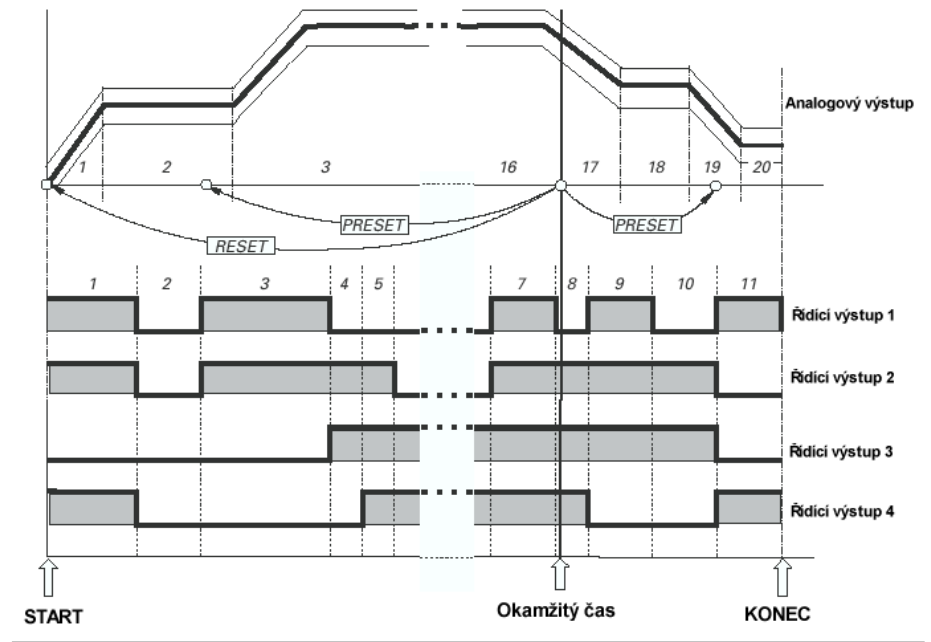 Analogový výstup
1 2 3 16 17 18 19 20
PRESET PRESET
RESET
1 2 3 4 5 7 8 9 10 11
Řídicí výstup 1
Řídicí výstup 2
Řídicí výstup 3
Řídicí výstup 4
START Okamžitý čas KONEC